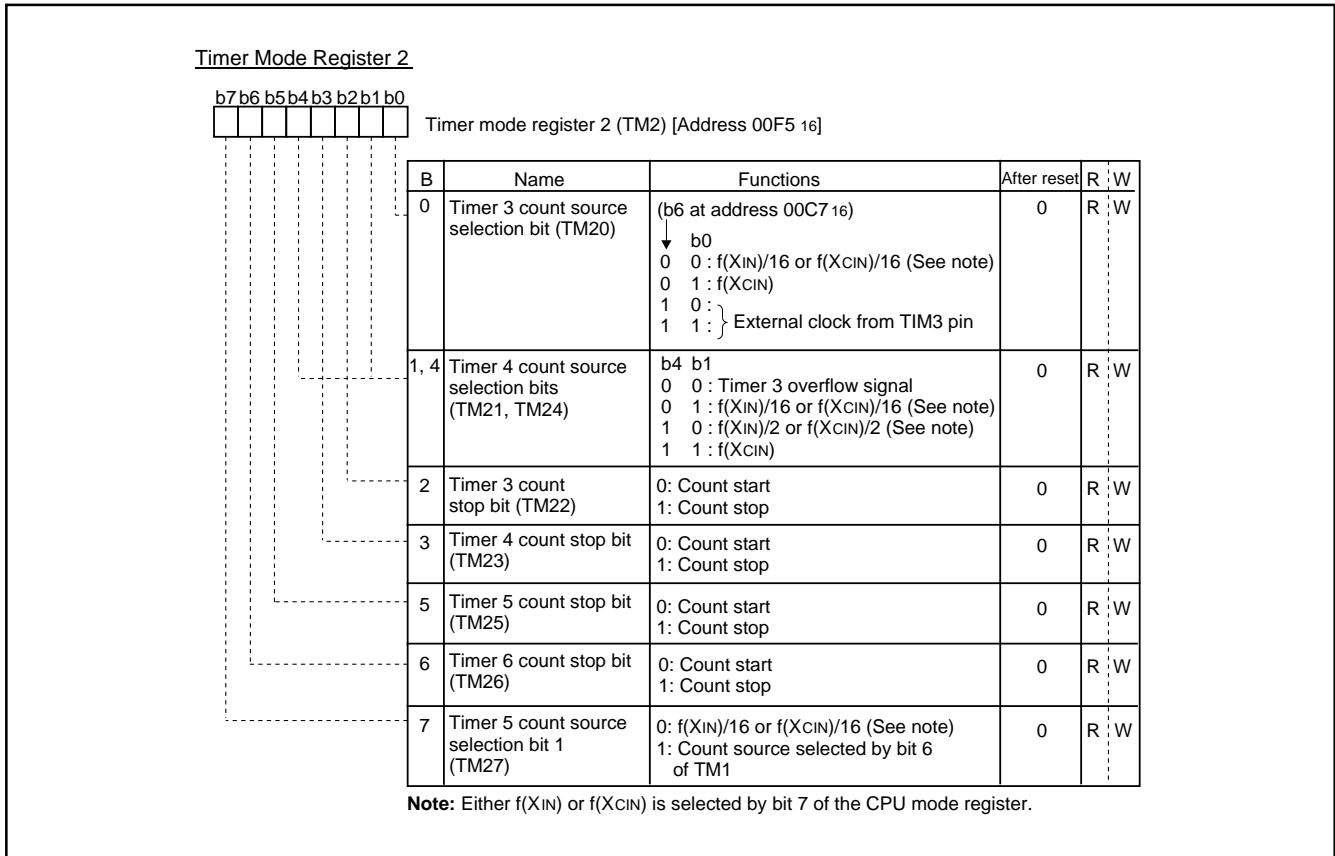 Timer Mode Register 2
b7 b6 b5 b4 b3 b2 b1 b0
Timer mode register 2 (TM2) [Address 00F5 16]
B Name Functions After reset R W
0 Timer 3 count source selection bit (TM20) (b6 at address 00C7 16) 0 R W
b0
0 0 : f(XIN)/16 or f(XCIN)/16 (See note)
0 1 : f(XCIN)
1 0 :
1 1 : External clock from TIM3 pin
1, 4 Timer 4 count source selection bits (TM21, TM24) b4 b1 0 R W
0 0 : Timer 3 overflow signal
0 1 : f(XIN)/16 or f(XCIN)/16 (See note)
1 0 : f(XIN)/2 or f(XCIN)/2 (See note)
1 1 : f(XCIN)
2 Timer 3 count stop bit (TM22) 0: Count start 0 R W
1: Count stop
3 Timer 4 count stop bit (TM23) 0: Count start 0 R W
1: Count stop
5 Timer 5 count stop bit (TM25) 0: Count start 0 R W
1: Count stop
6 Timer 6 count stop bit (TM26) 0: Count start 0 R W
1: Count stop
7 Timer 5 count source selection bit 1 (TM27) 0: f(XIN)/16 or f(XCIN)/16 (See note) 0 R W
1: Count source selected by bit 6
of TM1
Note: Either f(XIN) or f(XCIN) is selected by bit 7 of the CPU mode register.